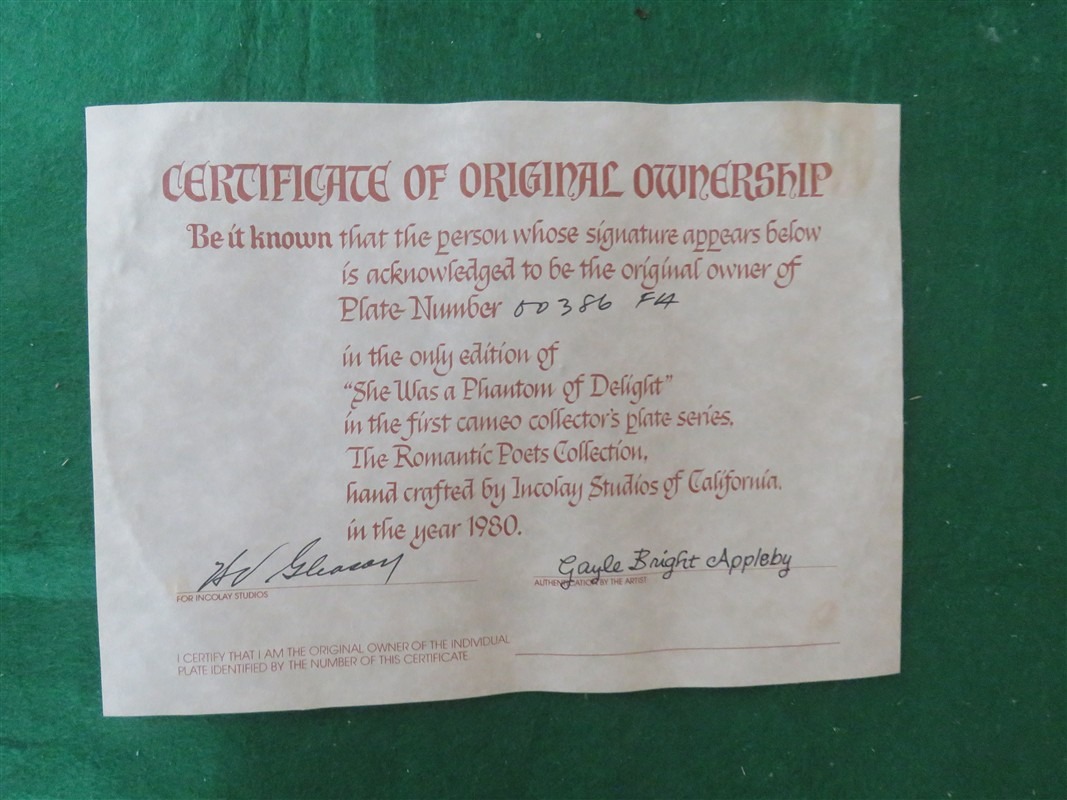 CERTIFICATE OF ORIGINAL OWNERSHIP
Be it known that the person whose signature appears below
is acknowledged to be the original owner of
Plate Number 00386 FA
in the only edition of
“She Was a Phantom of Delight”
in the first cameo collector's plate series,
The Romantic Poets Collection,
hand crafted by Incolay Studios of California.
in the year 1980.
Gleason
Gayle Bright Appleby
FOR INCOLAY STUDIOS
AUTHENTICATION BY THE ARTIST
I CERTIFY THAT I AM THE ORIGINAL OWNER OF THE INDIVIDUAL
PLATE IDENTIFIED BY THE NUMBER OF THIS CERTIFICATE